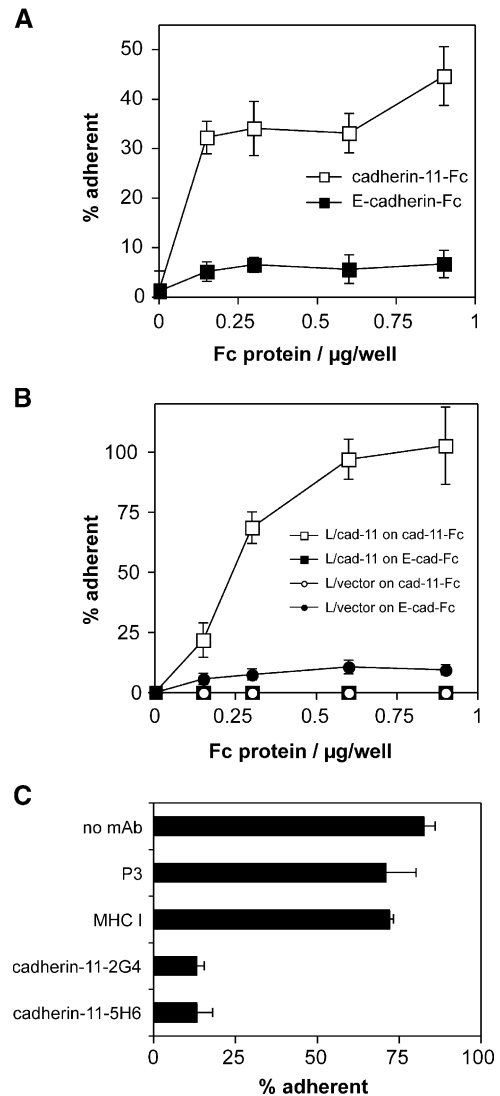 A
50
40
30
20
10
0
% adherent
cadherin-11-Fc
E-cadherin-Fc
0 0.25 0.5 0.75 1
Fc protein / µg/well
B
100
75
50
25
0
% adherent
L/cad-11 on cad-11-Fc
L/cad-11 on E-cad-Fc
L/vector on cad-11-Fc
L/vector on E-cad-Fc
0 0.25 0.5 0.75 1
Fc protein / µg/well
C
no mAb
P3
MHC I
cadherin-11-2G4
cadherin-11-5H6
0 25 50 75 100
% adherent